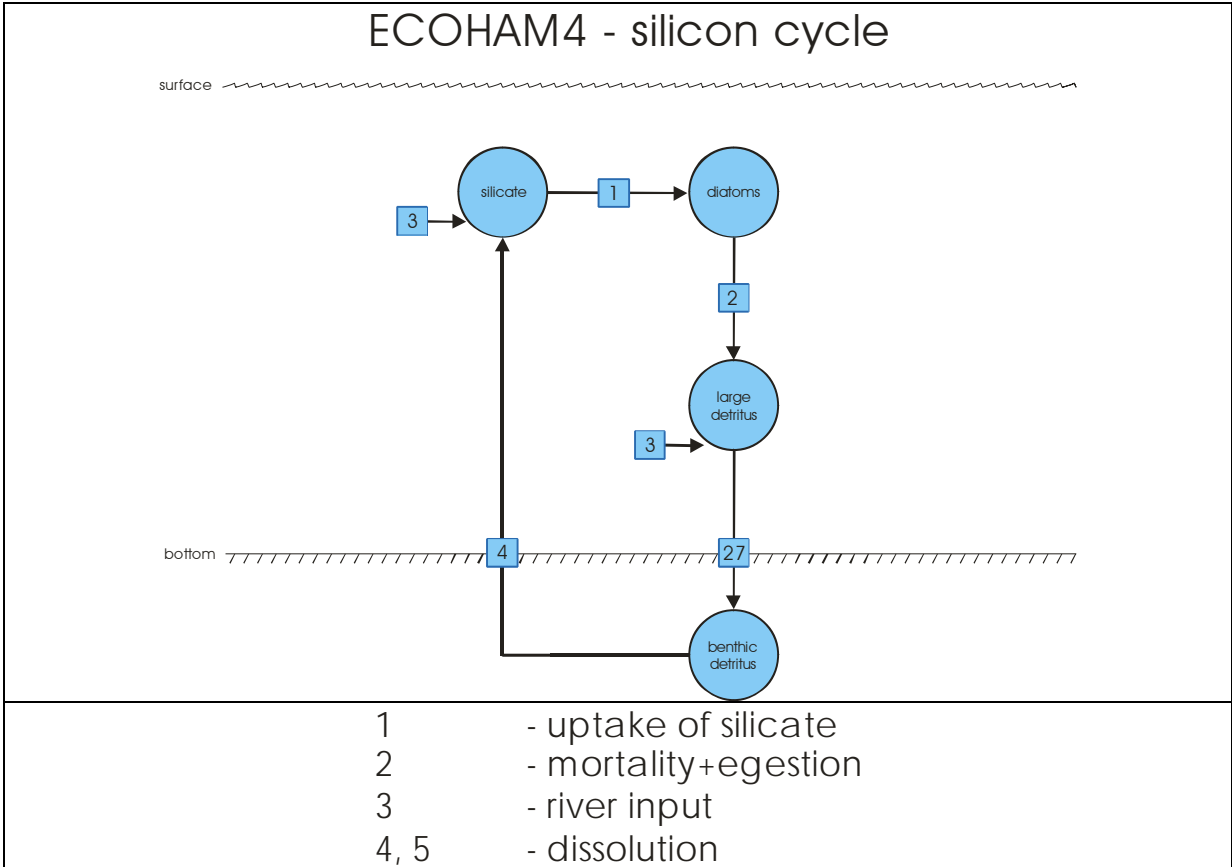 ECOHAM4 - silicon cycle
surface
silicate
1
diatoms
3
2
large
detritus
3
bottom
4
27
benthic
detritus
1 - uptake of silicate
2 - mortality+egestion
3 - river input
4, 5 - dissolution